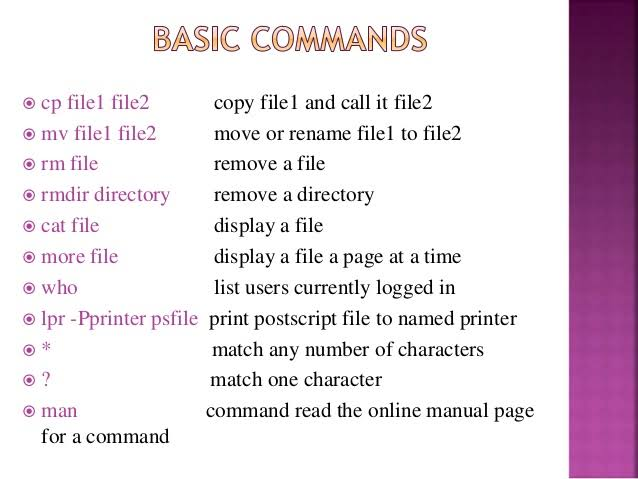 BASIC COMMANDS
cp file1 file2 copy file1 and call it file2
mv file1 file2 move or rename file1 to file2
rm file remove a file
rmdir directory remove a directory
cat file display a file
more file display a file a page at a time
who list users currently logged in
lpr -Pprinter psfile print postscript file to named printer
* match any number of characters
? match one character
man command read the online manual page
for a command